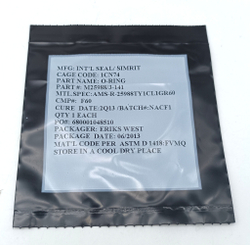 MFG: INT'L SEAL/ SIMRIT
CAGE CODE: 1CN74
PART NAME: O-RING
PART #: M25988/3-141
MTL.SPEC:AMS-R-25988TY1CL1GR60
CMP#: F60
CURE DATE:2Q13 /BATCH#:NACF1
QTY 1 EACH
PO#: 680001048510
PACKAGER: ERIKS WEST
PACKAGE DATE: 06/2013
MAT'L CODE PER ASTM D 1418:FVMQ
STORE IN A COOL DRY PLACE